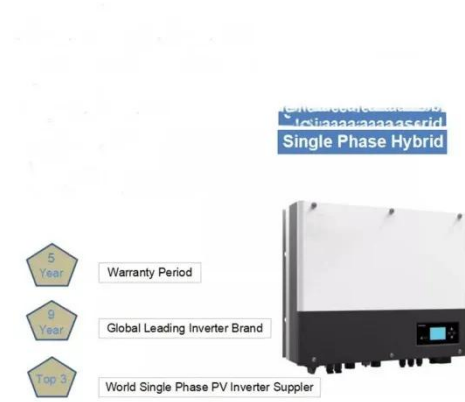 Single Phase Hybrid
5
Year
Warranty Period
9
Year
Global Leading Inverter Brand
Top 3
World Single Phase PV Inverter Suppler